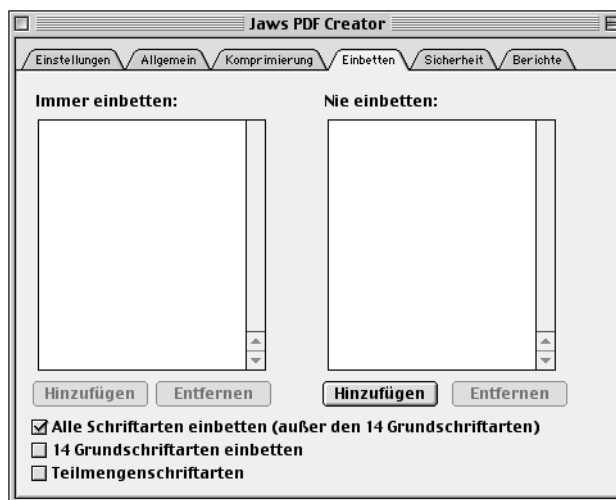 Jaws PDF Creator
Einstellungen Allgemein Komprimierung Einbetten Sicherheit Berichte
Immer einbetten: Nie einbetten:
Hinzufügen Entfernen Hinzufügen Entfernen
Alle Schriftarten einbetten (außer den 14 Grundschriftarten)
14 Grundschriftarten einbetten
Teilmengenschriftarten